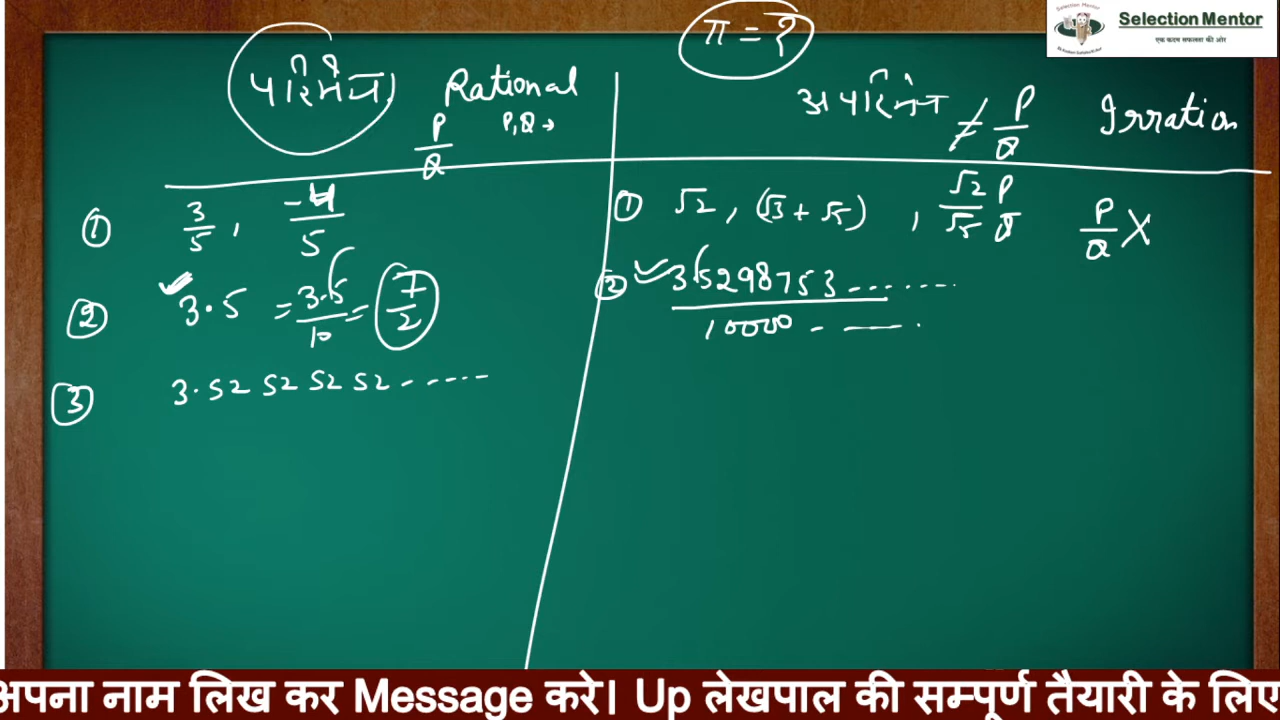 π = ?
Selection Mentor
एक कदम सफलता की ओर
परिमेय Rational
P/Q P,Q →
अपरिमेय ≠ P/Q Irration
① 3/5 , -4/5
② 3.5 = 3.5/10 = 7/2
③ 3.52 52 52 52 ......
① √2 , (√3 + √5) , √2/√5 P/Q P/Q X
② 35298753 ........
10000 - —— .
अपना नाम लिख कर Message करे। Up लेखपाल की सम्पूर्ण तैयारी के लिए